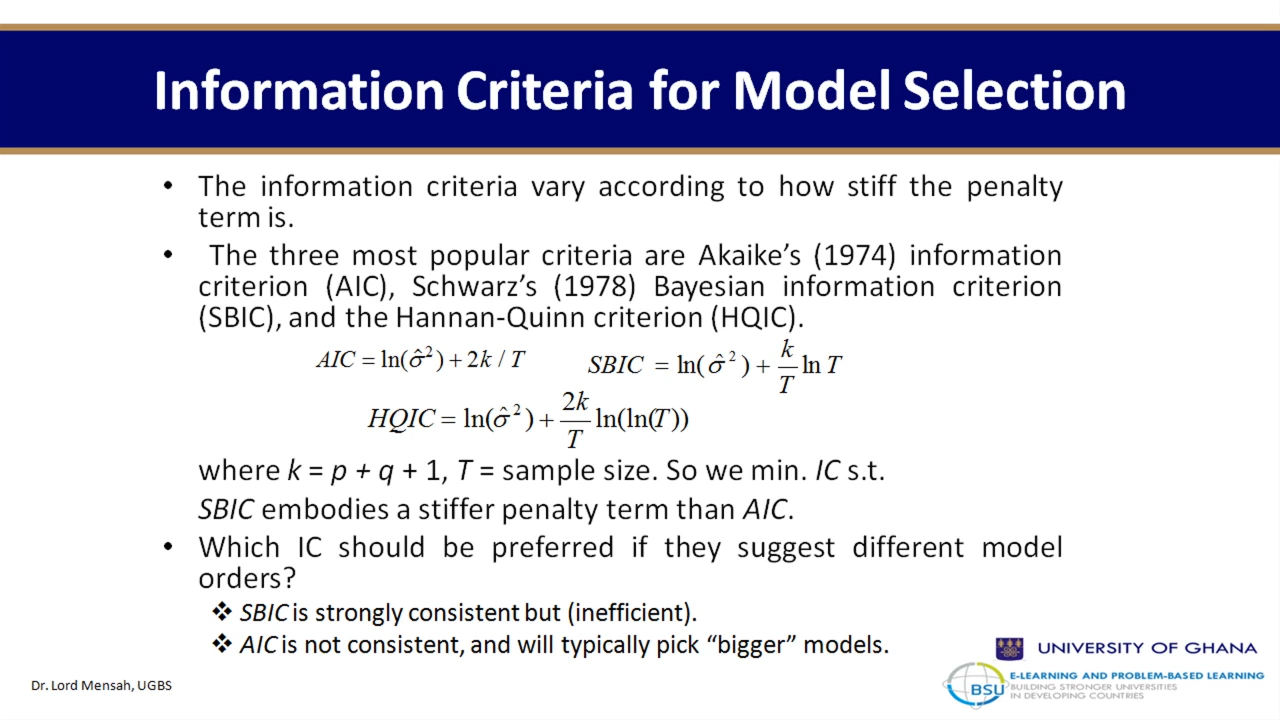 Information Criteria for Model Selection
• The information criteria vary according to how stiff the penalty
term is.
• The three most popular criteria are Akaike’s (1974) information
criterion (AIC), Schwarz’s (1978) Bayesian information criterion
(SBIC), and the Hannan-Quinn criterion (HQIC).
AIC = ln(σ̂²) + 2k / T
SBIC = ln(σ̂²) + k/T ln T
HQIC = ln(σ̂²) + 2k/T ln(ln(T))
where k = p + q + 1, T = sample size. So we min. IC s.t.
SBIC embodies a stiffer penalty term than AIC.
• Which IC should be preferred if they suggest different model
orders?
❖ SBIC is strongly consistent but (inefficient).
❖ AIC is not consistent, and will typically pick “bigger” models.
UNIVERSITY OF GHANA
Dr. Lord Mensah, UGBS
BSU
E-LEARNING AND PROBLEM-BASED LEARNING
BUILDING STRONGER UNIVERSITIES
IN DEVELOPING COUNTRIES